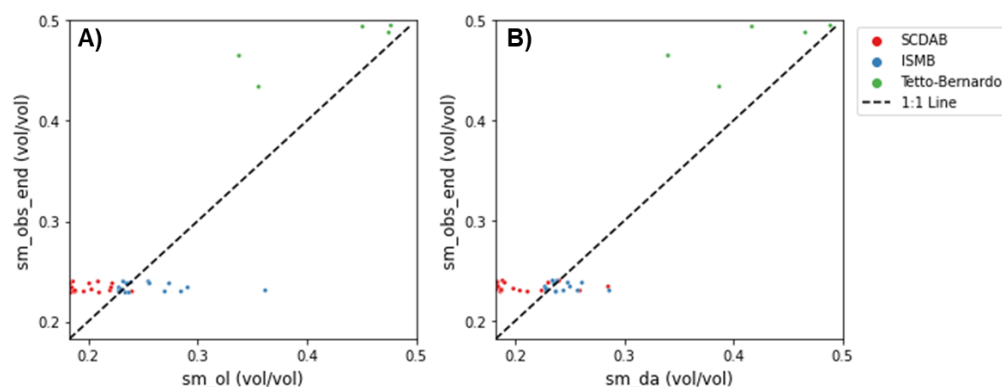 A)
0.5
0.4
0.3
0.2
sm_obs_end (vol/vol)
0.2 0.3 0.4 0.5
sm_ol (vol/vol)
B)
0.5
0.4
0.3
0.2
sm_obs_end (vol/vol)
0.2 0.3 0.4 0.5
sm_da (vol/vol)
SCDAB
ISMB
Tetto-Bernardo
1:1 Line